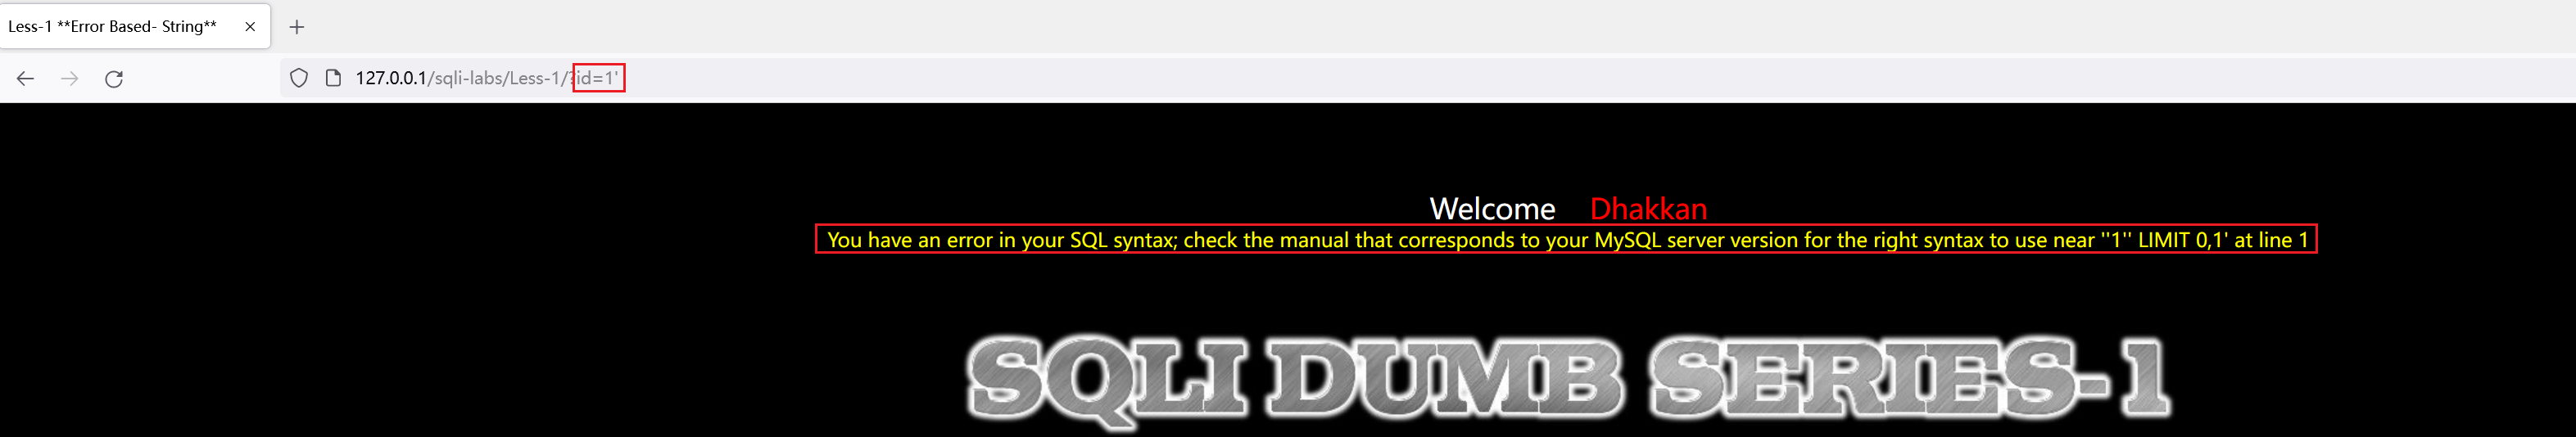 Less-1 **Error Based- String**
127.0.0.1/sqli-labs/Less-1/?id=1'
Welcome Dhakkan
You have an error in your SQL syntax; check the manual that corresponds to your MySQL server version for the right syntax to use near ''1'' LIMIT 0,1' at line 1
SQLI DUMB SERIES-1